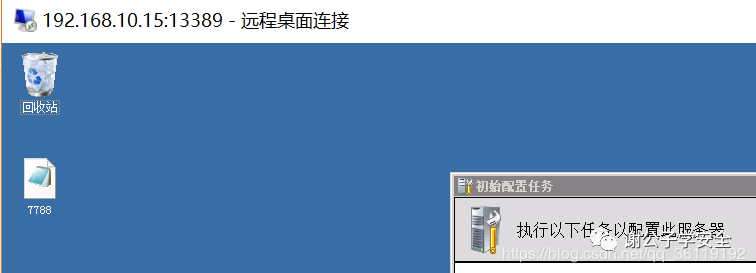 192.168.10.15:13389 - 远程桌面连接
回收站
7788
初始配置任务
执行以下任务以配置此服务器
谢公子学安全
https://blog.csdn.net/qq_36119192